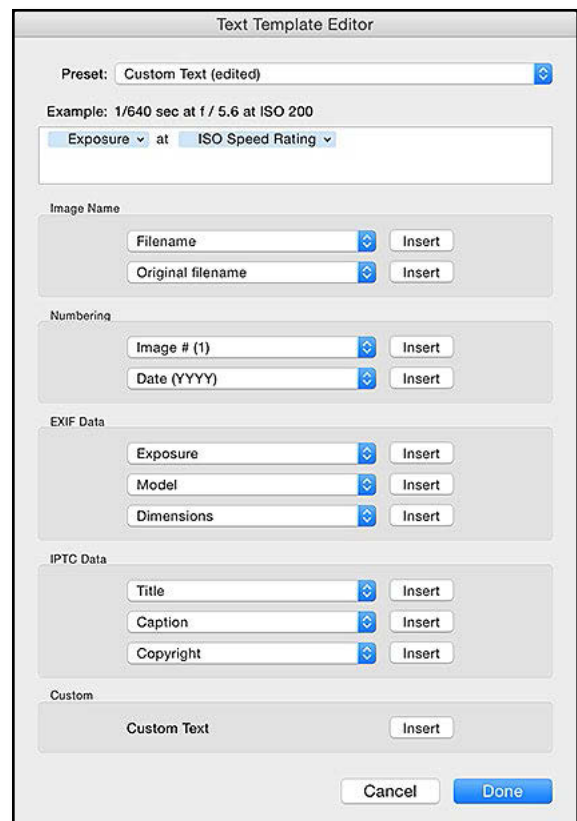 Text Template Editor
Preset: Custom Text (edited)
Example: 1/640 sec at f / 5.6 at ISO 200
Exposure at ISO Speed Rating
Image Name
Filename Insert
Original filename Insert
Numbering
Image # (1) Insert
Date (YYYY) Insert
EXIF Data
Exposure Insert
Model Insert
Dimensions Insert
IPTC Data
Title Insert
Caption Insert
Copyright Insert
Custom
Custom Text Insert
Cancel Done